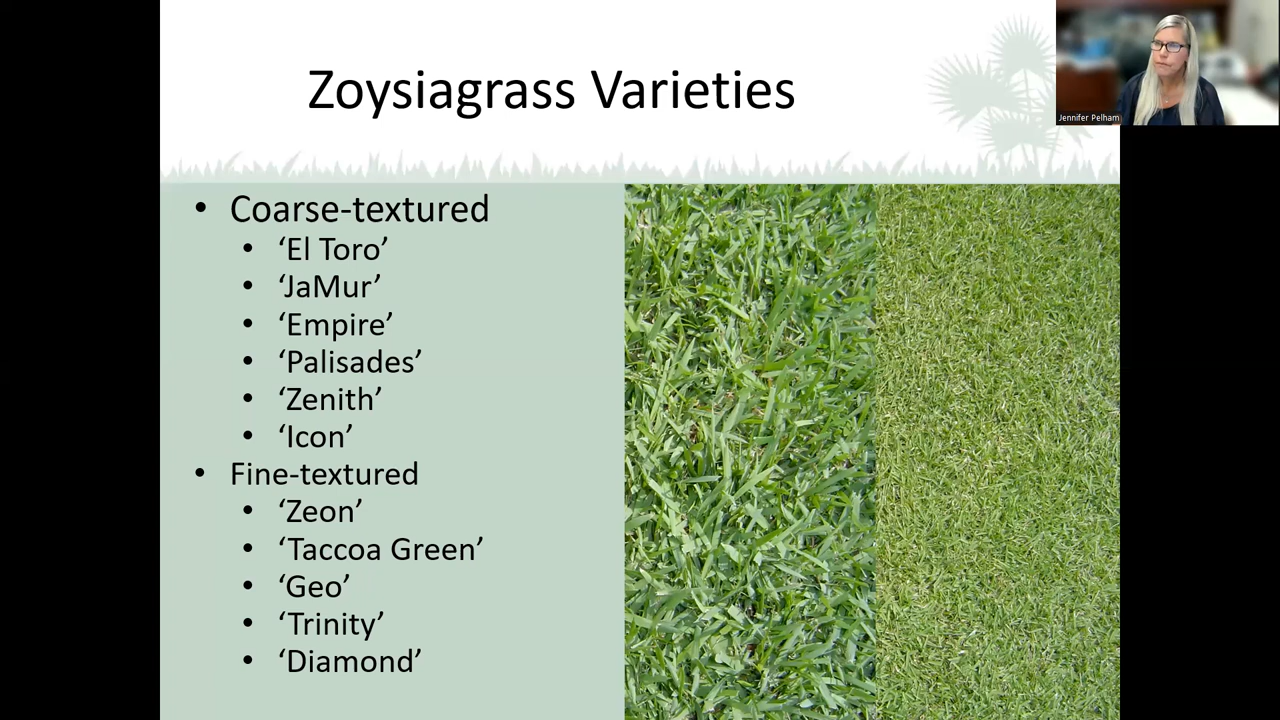 Zoysiagrass Varieties
Jennifer Pelham
• Coarse-textured
• ‘El Toro’
• ‘JaMur’
• ‘Empire’
• ‘Palisades’
• ‘Zenith’
• ‘Icon’
• Fine-textured
• ‘Zeon’
• ‘Taccoa Green’
• ‘Geo’
• ‘Trinity’
• ‘Diamond’